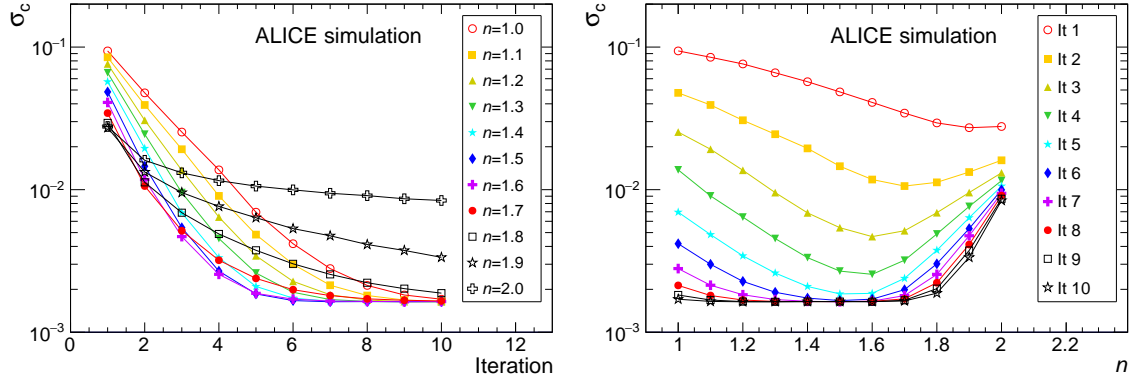 σc
ALICE simulation
10⁻¹
10⁻²
10⁻³
n=1.0
n=1.1
n=1.2
n=1.3
n=1.4
n=1.5
n=1.6
n=1.7
n=1.8
n=1.9
n=2.0
0 2 4 6 8 10 12
Iteration
σc
ALICE simulation
10⁻¹
10⁻²
10⁻³
It 1
It 2
It 3
It 4
It 5
It 6
It 7
It 8
It 9
It 10
1 1.2 1.4 1.6 1.8 2 2.2
n